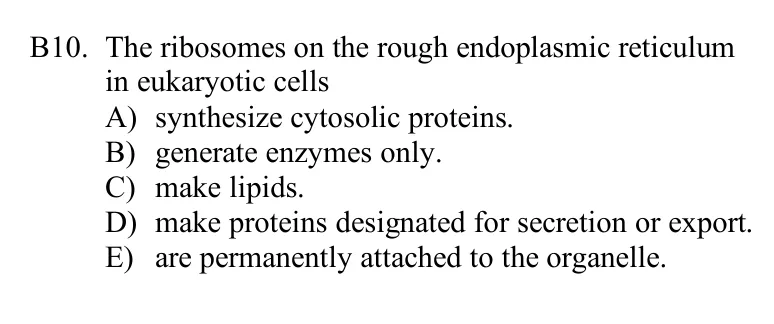 B10. The ribosomes on the rough endoplasmic reticulum
in eukaryotic cells
A) synthesize cytosolic proteins.
B) generate enzymes only.
C) make lipids.
D) make proteins designated for secretion or export.
E) are permanently attached to the organelle.